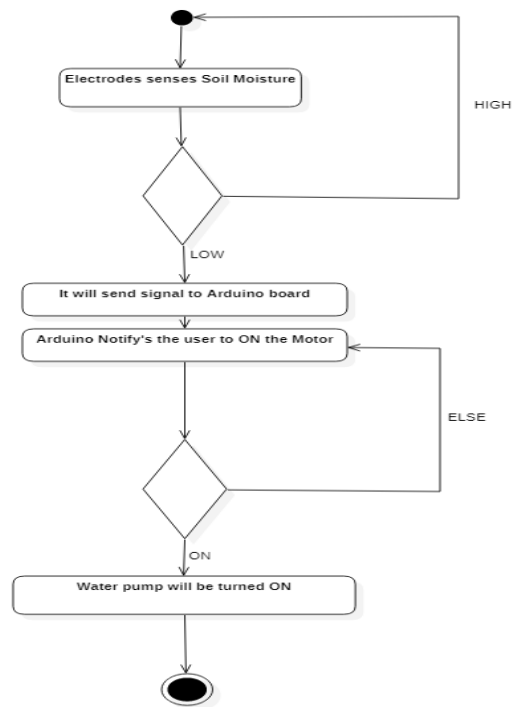 Electrodes senses Soil Moisture
HIGH
LOW
It will send signal to Arduino board
Arduino Notify's the user to ON the Motor
ELSE
ON
Water pump will be turned ON